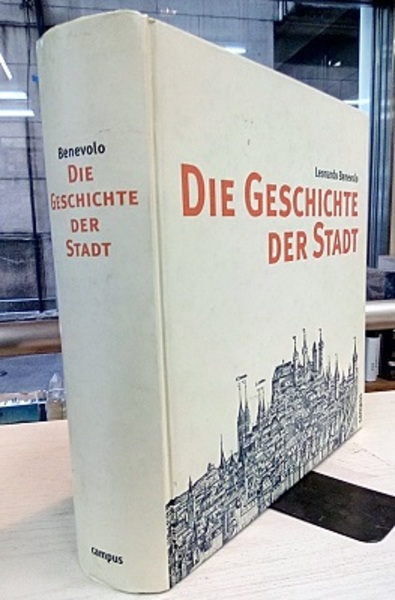 Benevolo
DIE
GESCHICHTE
DER
STADT
campus
Leonardo Benevolo
DIE GESCHICHTE
DER STADT